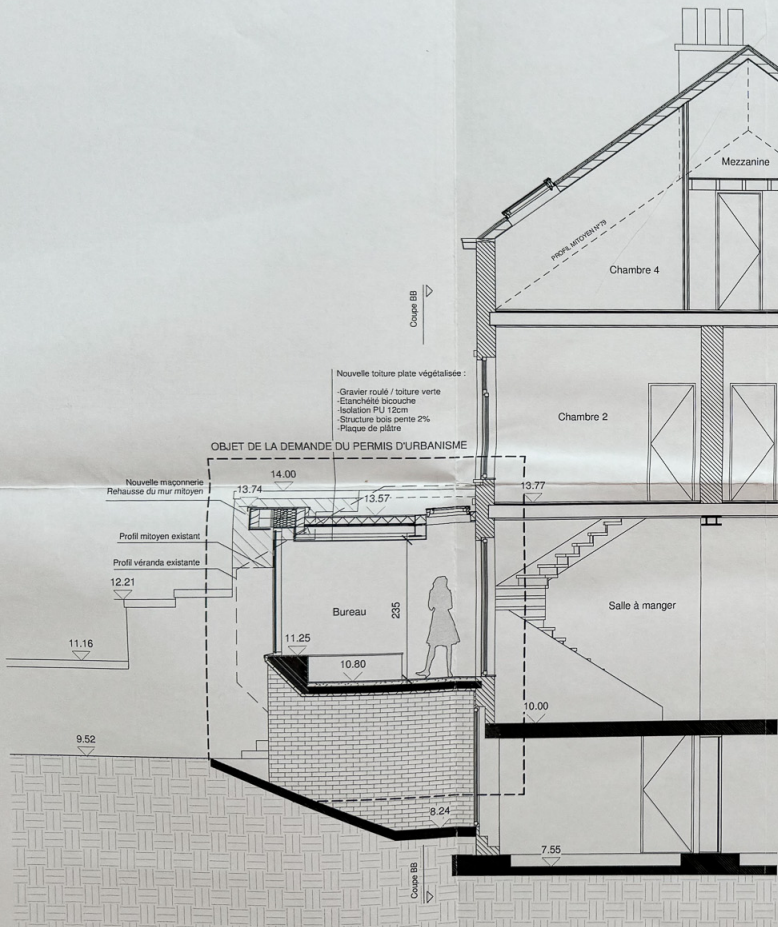 Mezzanine
PROFIL MITOYEN N°79
Chambre 4
Coupe BB
Nouvelle toiture plate végétalisée :
-Gravier roulé / toiture verte
-Etanchéité bicouche
-Isolation PU 12cm
-Structure bois pente 2%
-Plaque de plâtre
Chambre 2
OBJET DE LA DEMANDE DU PERMIS D'URBANISME
Nouvelle maçonnerie
Rehausse du mur mitoyen
14.00
13.74
13.57
13.77
Profil mitoyen existant
Profil véranda existante
12.21
Bureau
235
Salle à manger
11.16
11.25
10.80
10.00
9.52
8.24
7.55
Coupe BB